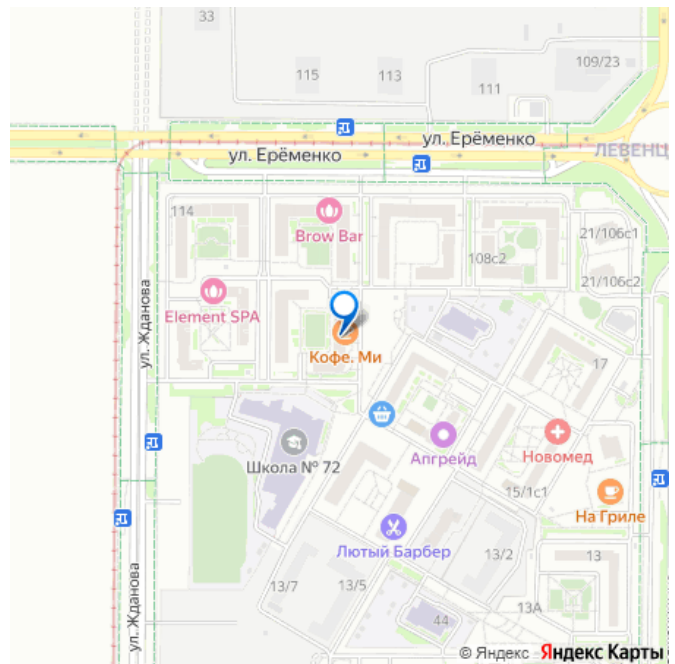 33
115
113
111
109/23
ул. Ерёменко
ул. Ерёменко
ЛЕВЕНЦ
114
Brow Bar
108с2
21/106с1
21/106с2
Element SPA
ул. Жданова
Кофе. Ми
17
Школа № 72
Апгрейд
Новомед
15/1с1
На Гриле
Лютый Барбер
13/2
13
13/7
13/5
13А
44
ул. Жданова
© Яндекс Яндекс Карты